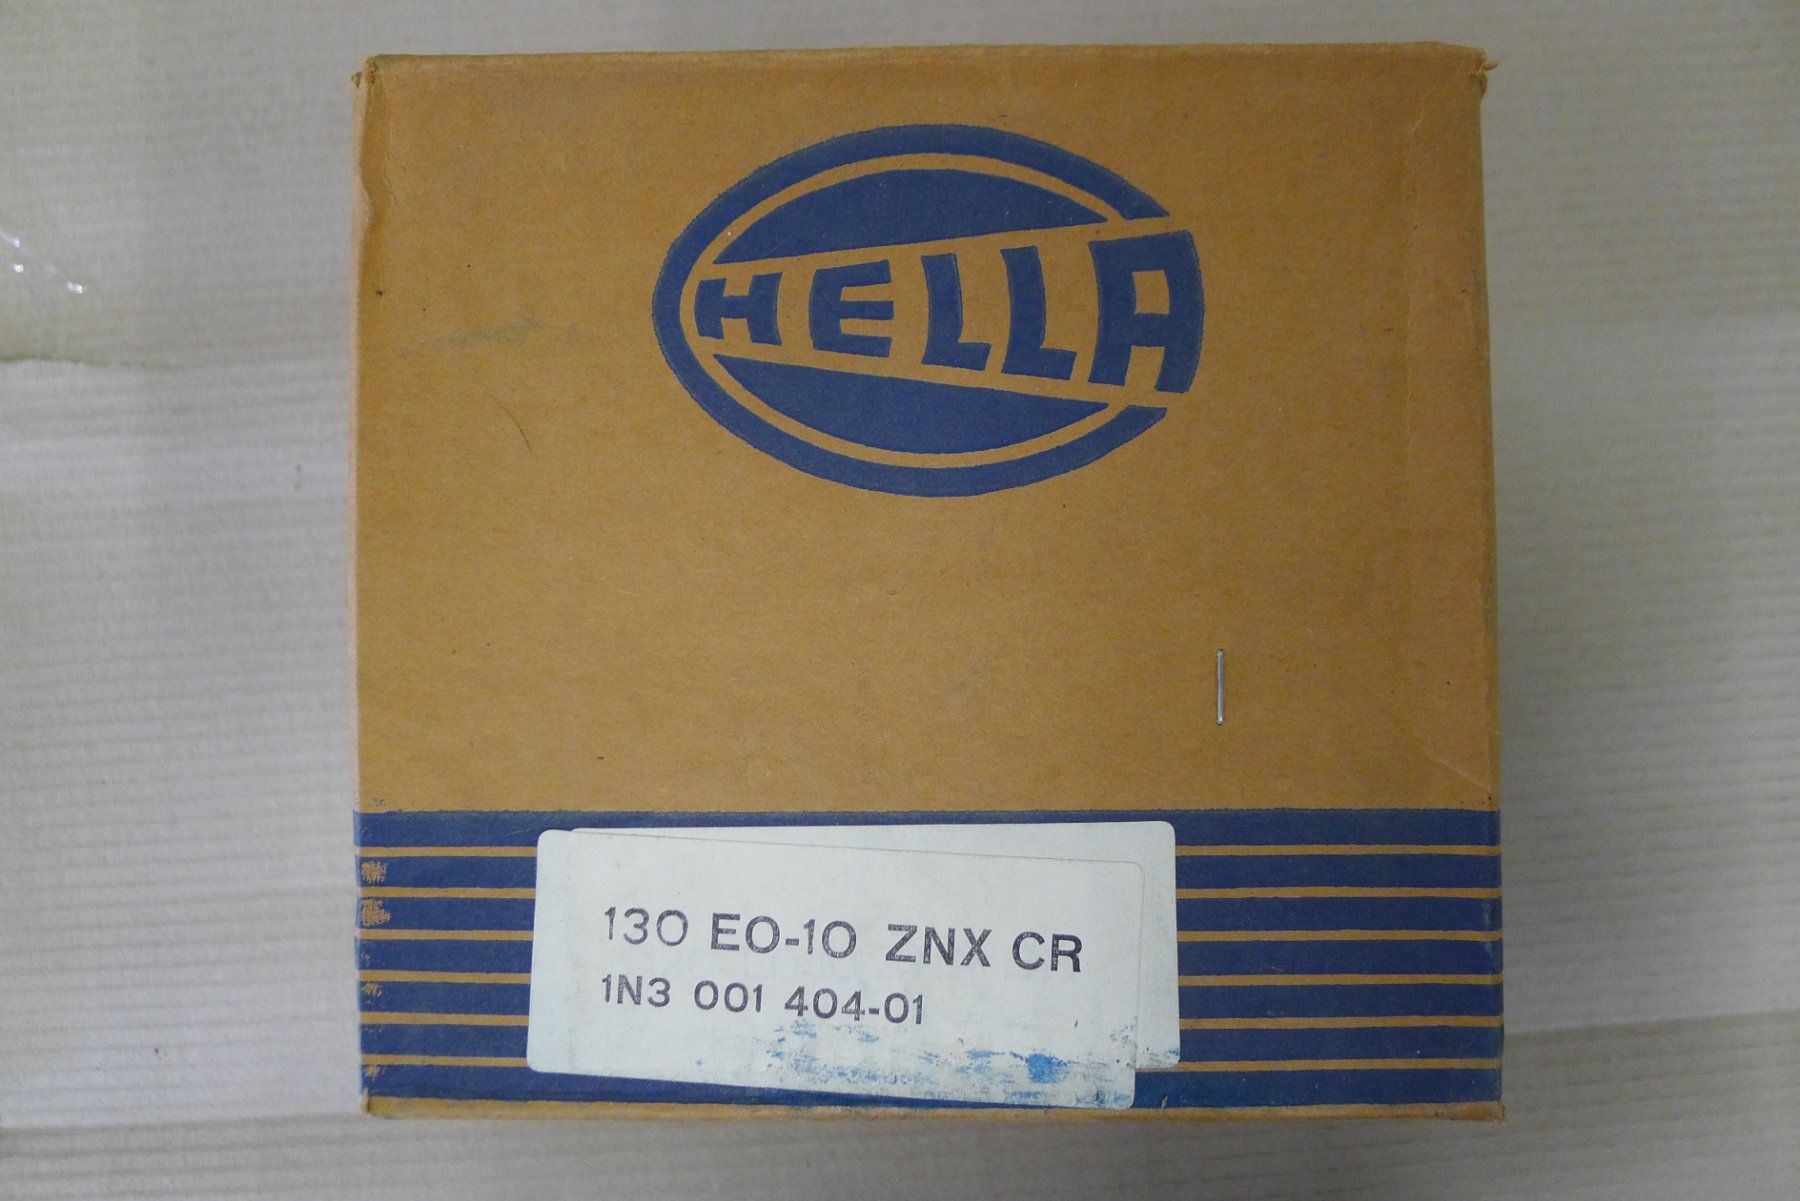 HELLA
130 EO-10 ZNX CR
1N3 001 404-01